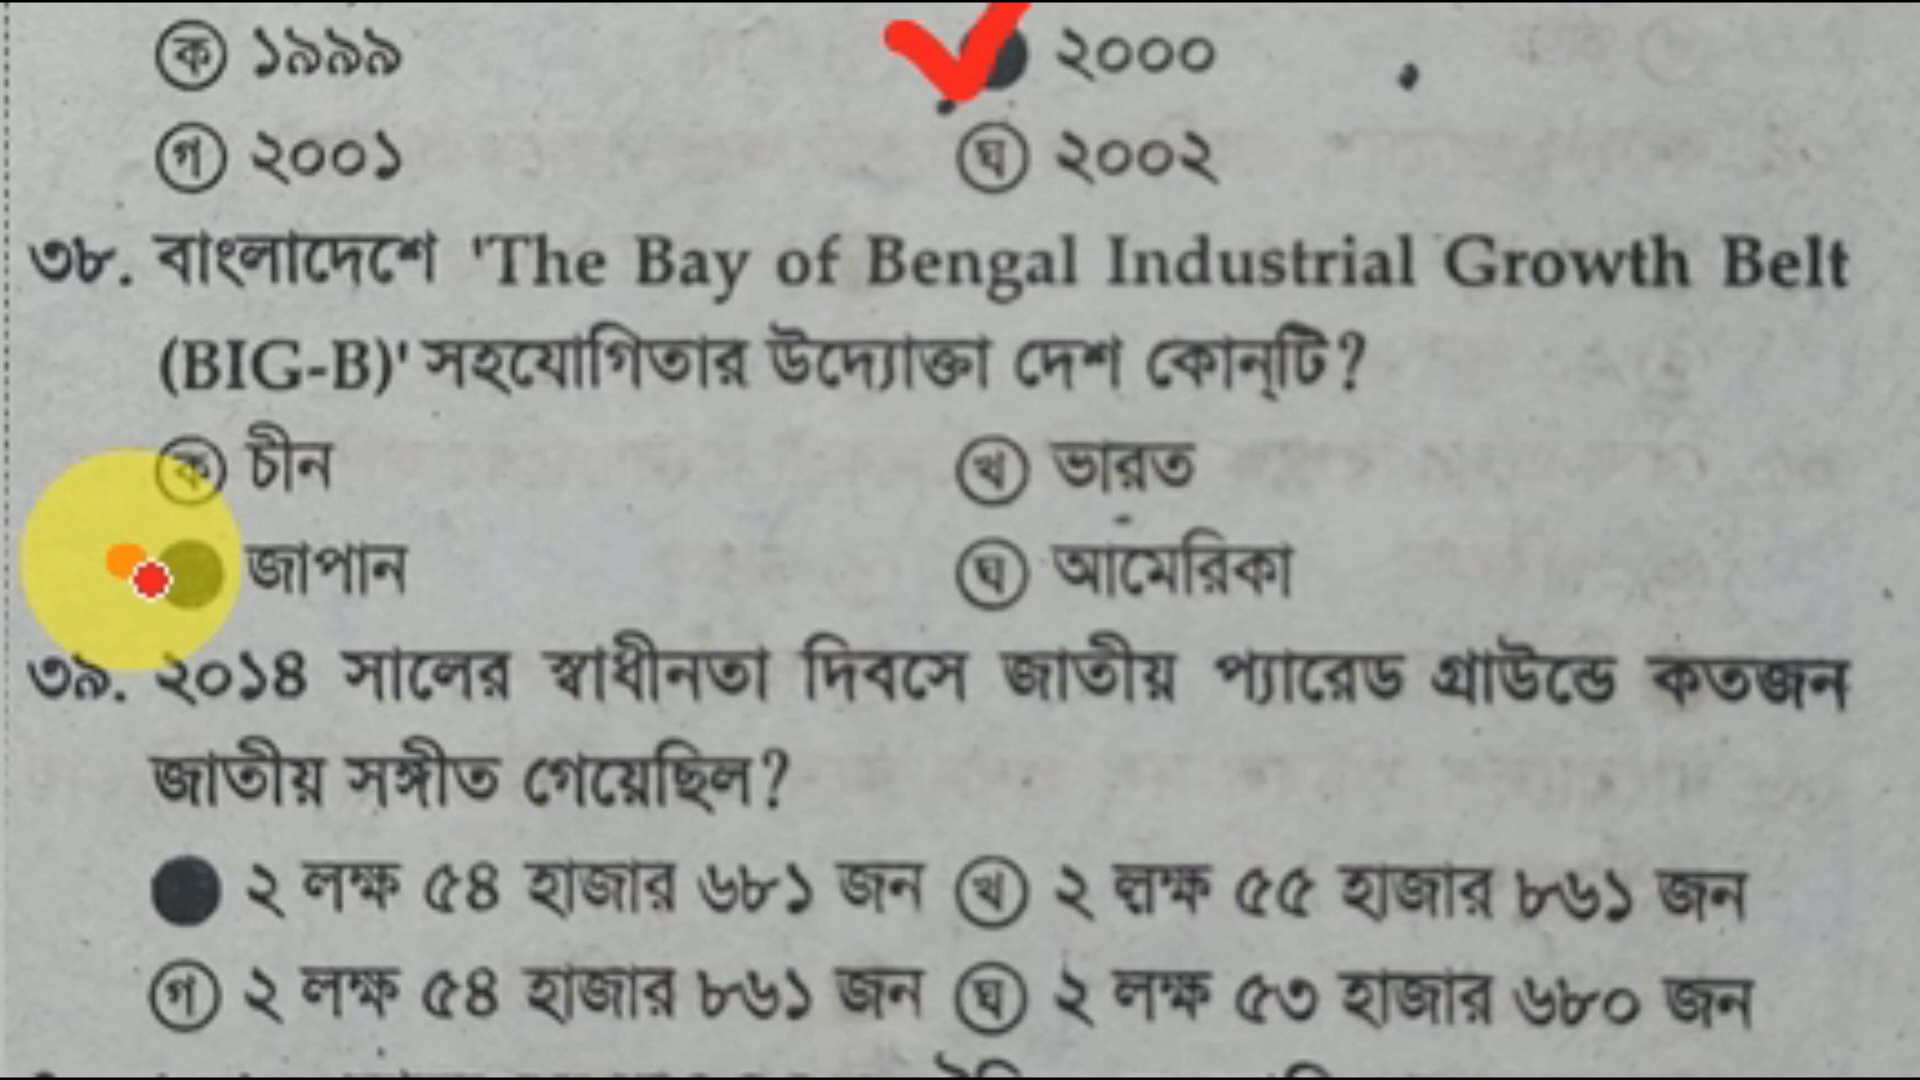 ক ১৯৯৯ ২০০০
গ ২০০১ ঘ ২০০২
৩৮. বাংলাদেশে 'The Bay of Bengal Industrial Growth Belt
(BIG-B)' সহযোগিতার উদ্যোক্তা দেশ কোন্‌টি?
ক চীন খ ভারত
জাপান ঘ আমেরিকা
৩৯. ২০১৪ সালের স্বাধীনতা দিবসে জাতীয় প্যারেড গ্রাউন্ডে কতজন
জাতীয় সঙ্গীত গেয়েছিল?
২ লক্ষ ৫৪ হাজার ৬৮১ জন খ ২ লক্ষ ৫৫ হাজার ৮৬১ জন
গ ২ লক্ষ ৫৪ হাজার ৮৬১ জন ঘ ২ লক্ষ ৫৩ হাজার ৬৮০ জন